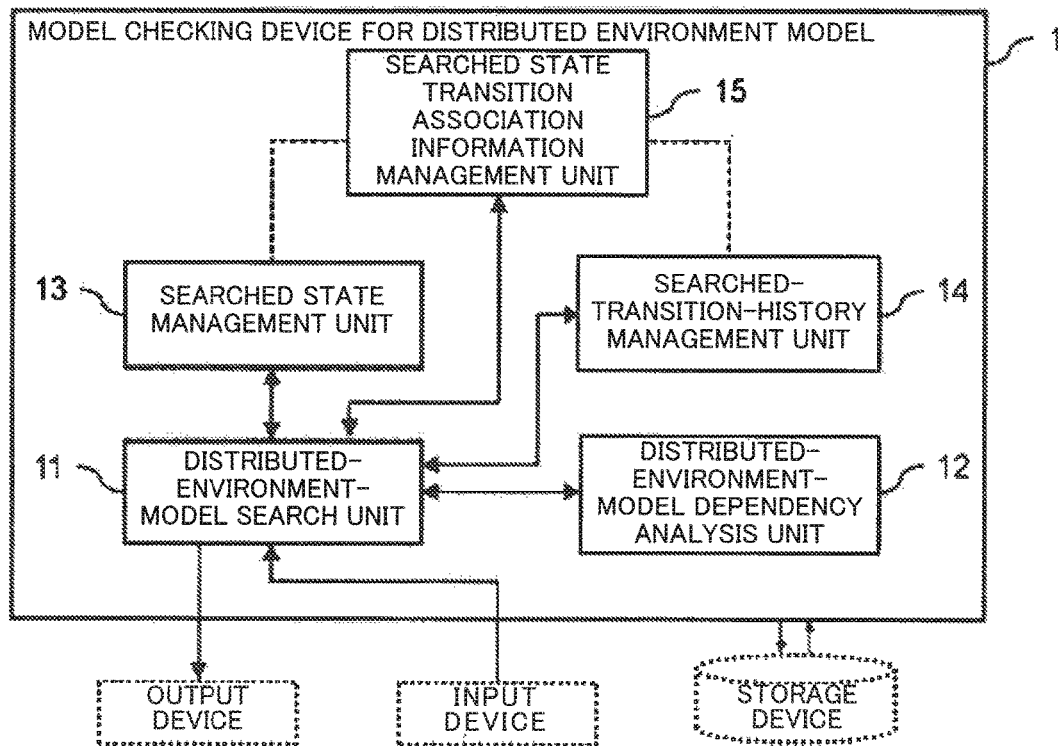 MODEL CHECKING DEVICE FOR DISTRIBUTED ENVIRONMENT MODEL
1
SEARCHED STATE
TRANSITION
ASSOCIATION
INFORMATION
MANAGEMENT UNIT
15
13
SEARCHED STATE
MANAGEMENT UNIT
SEARCHED-
TRANSITION-HISTORY
MANAGEMENT UNIT
14
11
DISTRIBUTED-
ENVIRONMENT-
MODEL SEARCH UNIT
DISTRIBUTED-
ENVIRONMENT-
MODEL DEPENDENCY
ANALYSIS UNIT
12
OUTPUT
DEVICE
INPUT
DEVICE
STORAGE
DEVICE